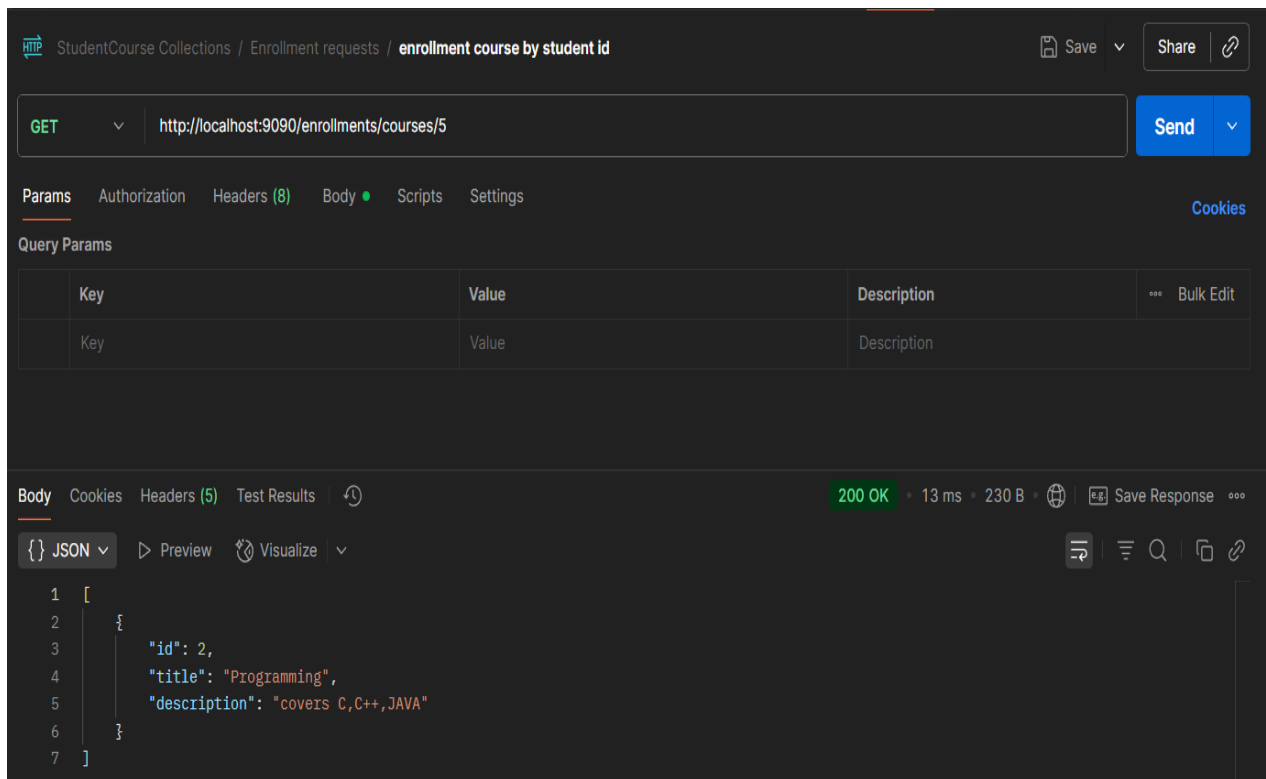 HTTP StudentCourse Collections / Enrollment requests / enrollment course by student id Save Share
GET http://localhost:9090/enrollments/courses/5 Send
Params Authorization Headers (8) Body Scripts Settings Cookies
Query Params
Key Value Description Bulk Edit
Key Value Description
Body Cookies Headers (5) Test Results 200 OK 13 ms 230 B e.g. Save Response
{} JSON Preview Visualize
1 [
2 {
3 "id": 2,
4 "title": "Programming",
5 "description": "covers C,C++,JAVA"
6 }
7 ]